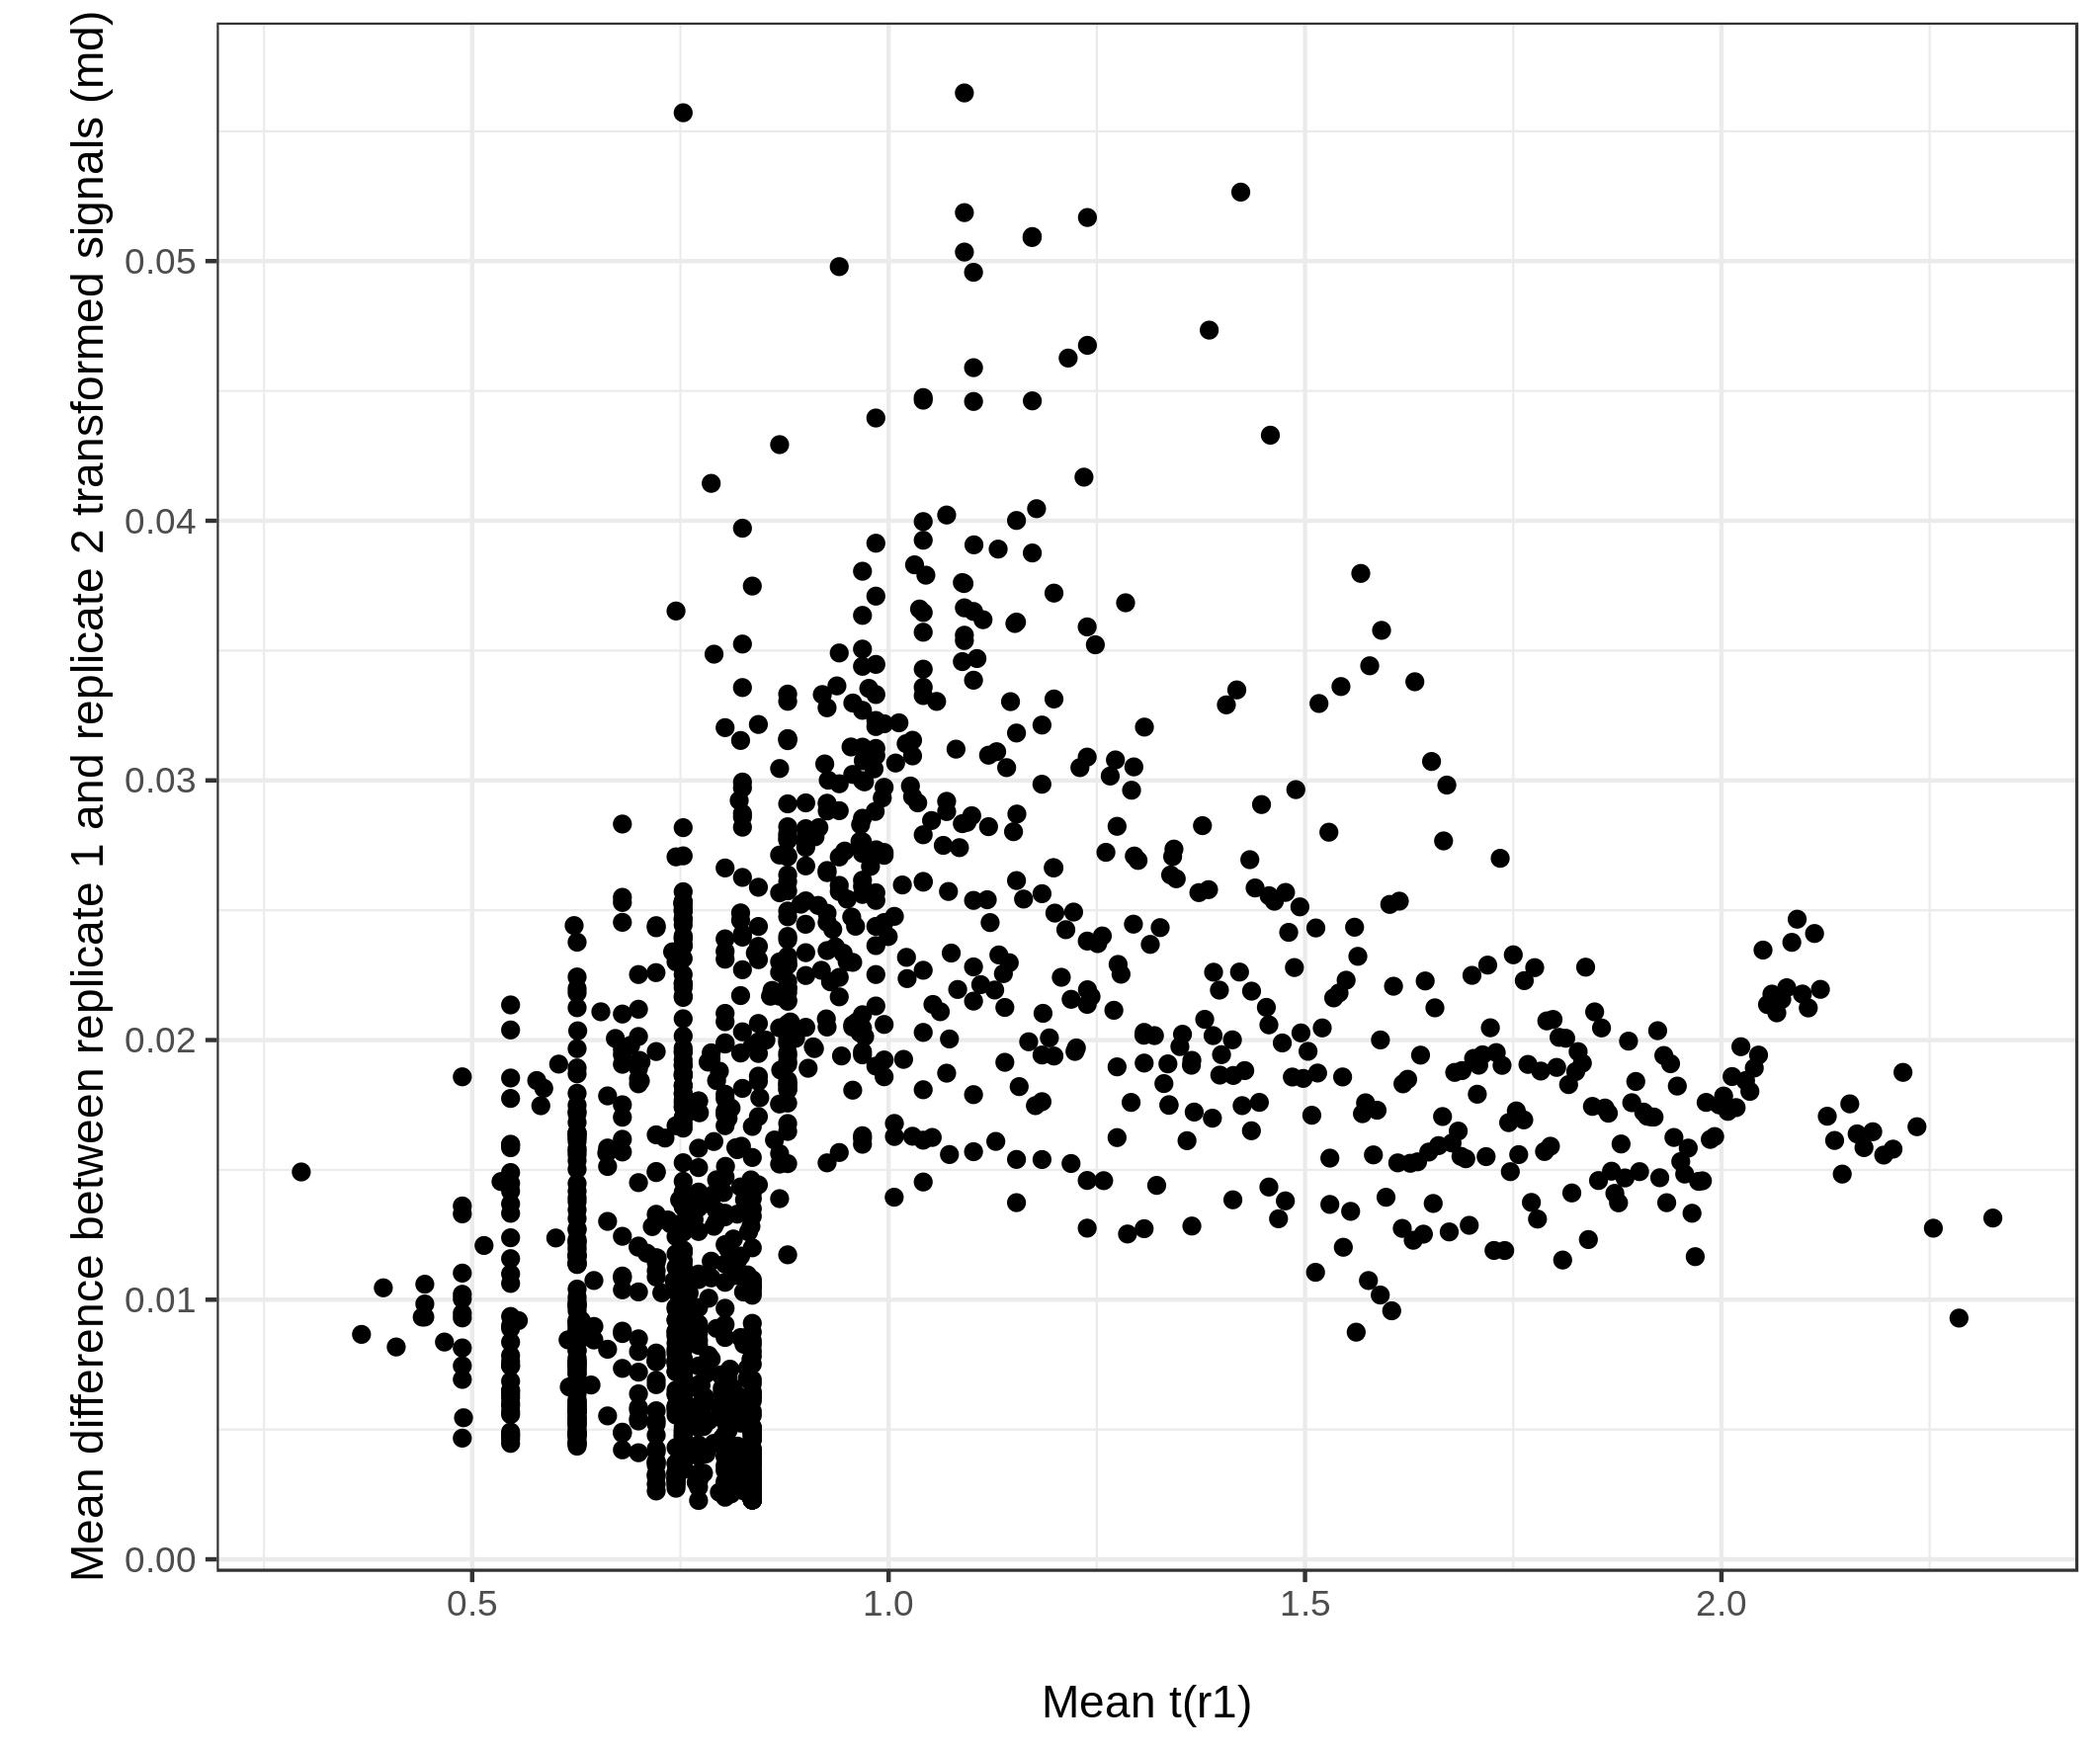 Mean difference between replicate 1 and replicate 2 transformed signals (md)
0.05
0.04
0.03
0.02
0.01
0.00
0.5 1.0 1.5 2.0
Mean t(r1)